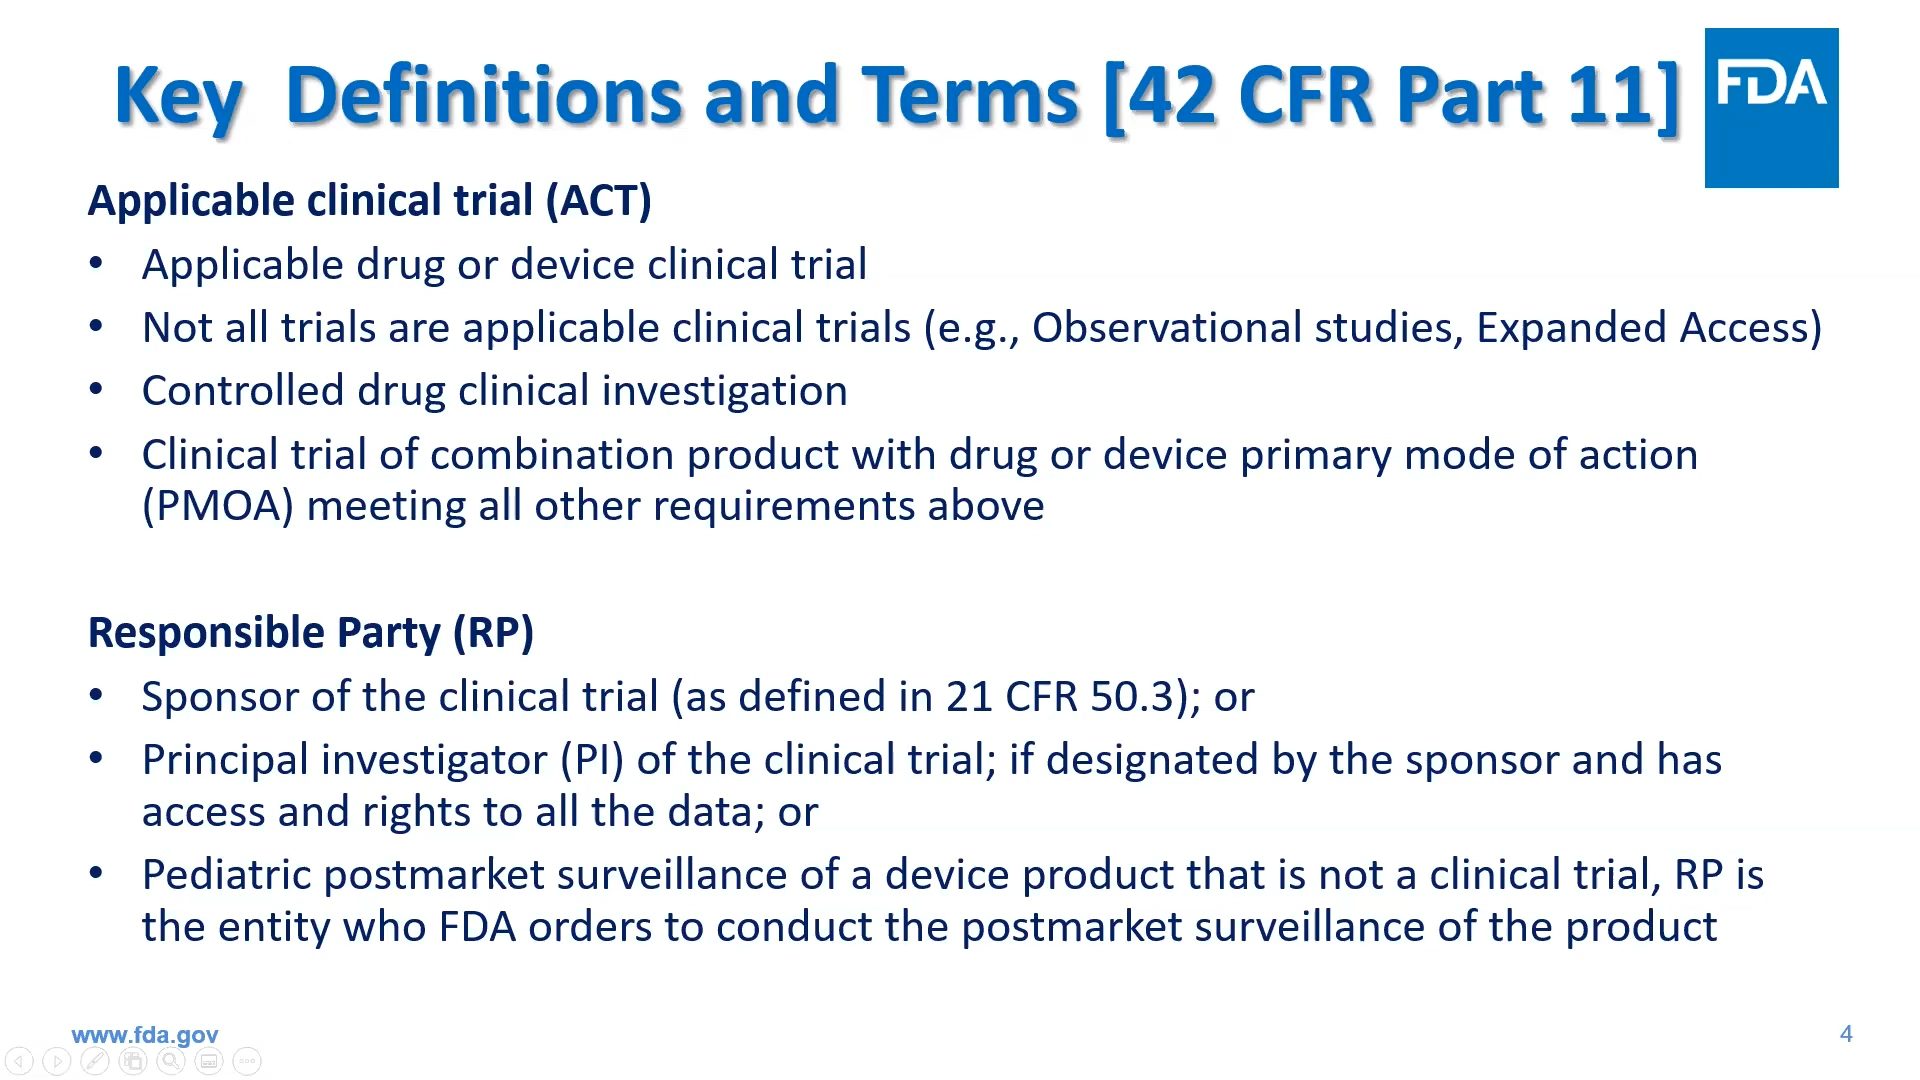 Key Definitions and Terms [42 CFR Part 11]
FDA
Applicable clinical trial (ACT)
• Applicable drug or device clinical trial
• Not all trials are applicable clinical trials (e.g., Observational studies, Expanded Access)
• Controlled drug clinical investigation
• Clinical trial of combination product with drug or device primary mode of action
(PMOA) meeting all other requirements above
Responsible Party (RP)
• Sponsor of the clinical trial (as defined in 21 CFR 50.3); or
• Principal investigator (PI) of the clinical trial; if designated by the sponsor and has
access and rights to all the data; or
• Pediatric postmarket surveillance of a device product that is not a clinical trial, RP is
the entity who FDA orders to conduct the postmarket surveillance of the product
www.fda.gov
4